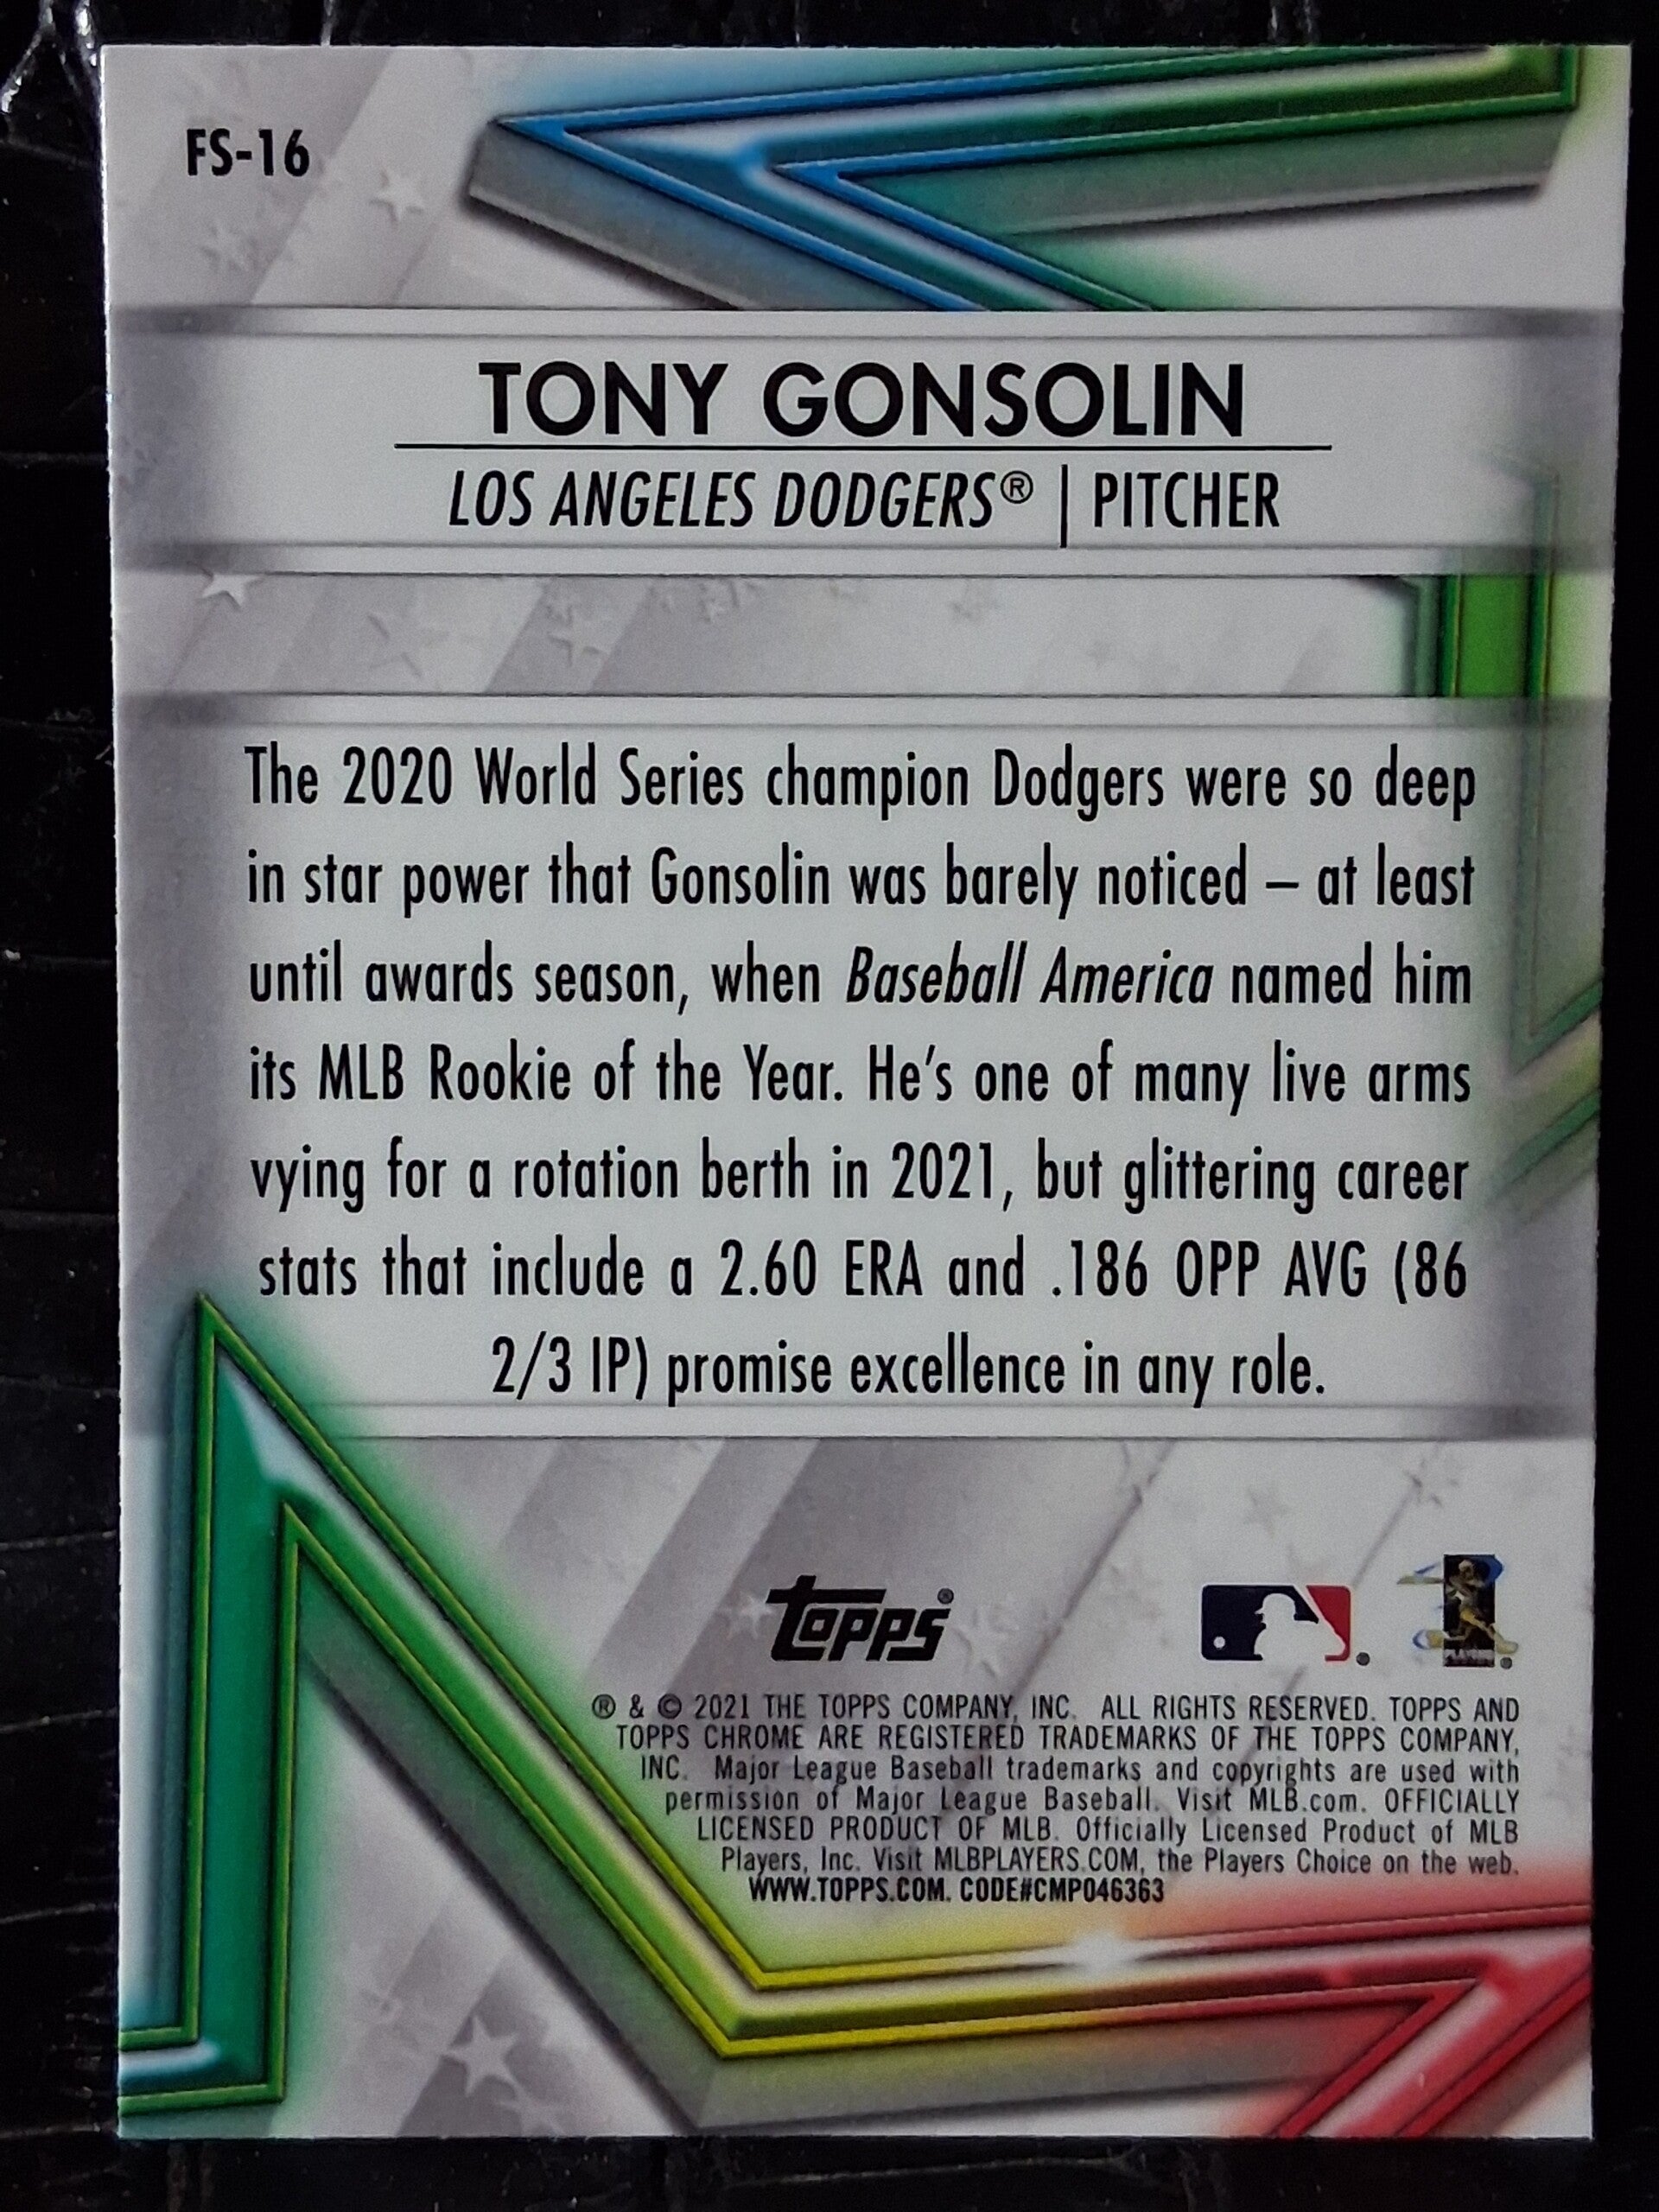 FS-16
TONY GONSOLIN
LOS ANGELES DODGERS® | PITCHER
The 2020 World Series champion Dodgers were so deep
in star power that Gonsolin was barely noticed – at least
until awards season, when Baseball America named him
its MLB Rookie of the Year. He's one of many live arms
vying for a rotation berth in 2021, but glittering career
stats that include a 2.60 ERA and .186 OPP AVG (86
2/3 IP) promise excellence in any role.
topps®
PLAYERS
® & © 2021 THE TOPPS COMPANY, INC. ALL RIGHTS RESERVED. TOPPS AND
TOPPS CHROME ARE REGISTERED TRADEMARKS OF THE TOPPS COMPANY,
INC. Major League Baseball trademarks and copyrights are used with
permission of Major League Baseball. Visit MLB.com. OFFICIALLY
LICENSED PRODUCT OF MLB. Officially Licensed Product of MLB
Players, Inc. Visit MLBPLAYERS.COM, the Players Choice on the web.
WWW.TOPPS.COM. CODE#CMP046363